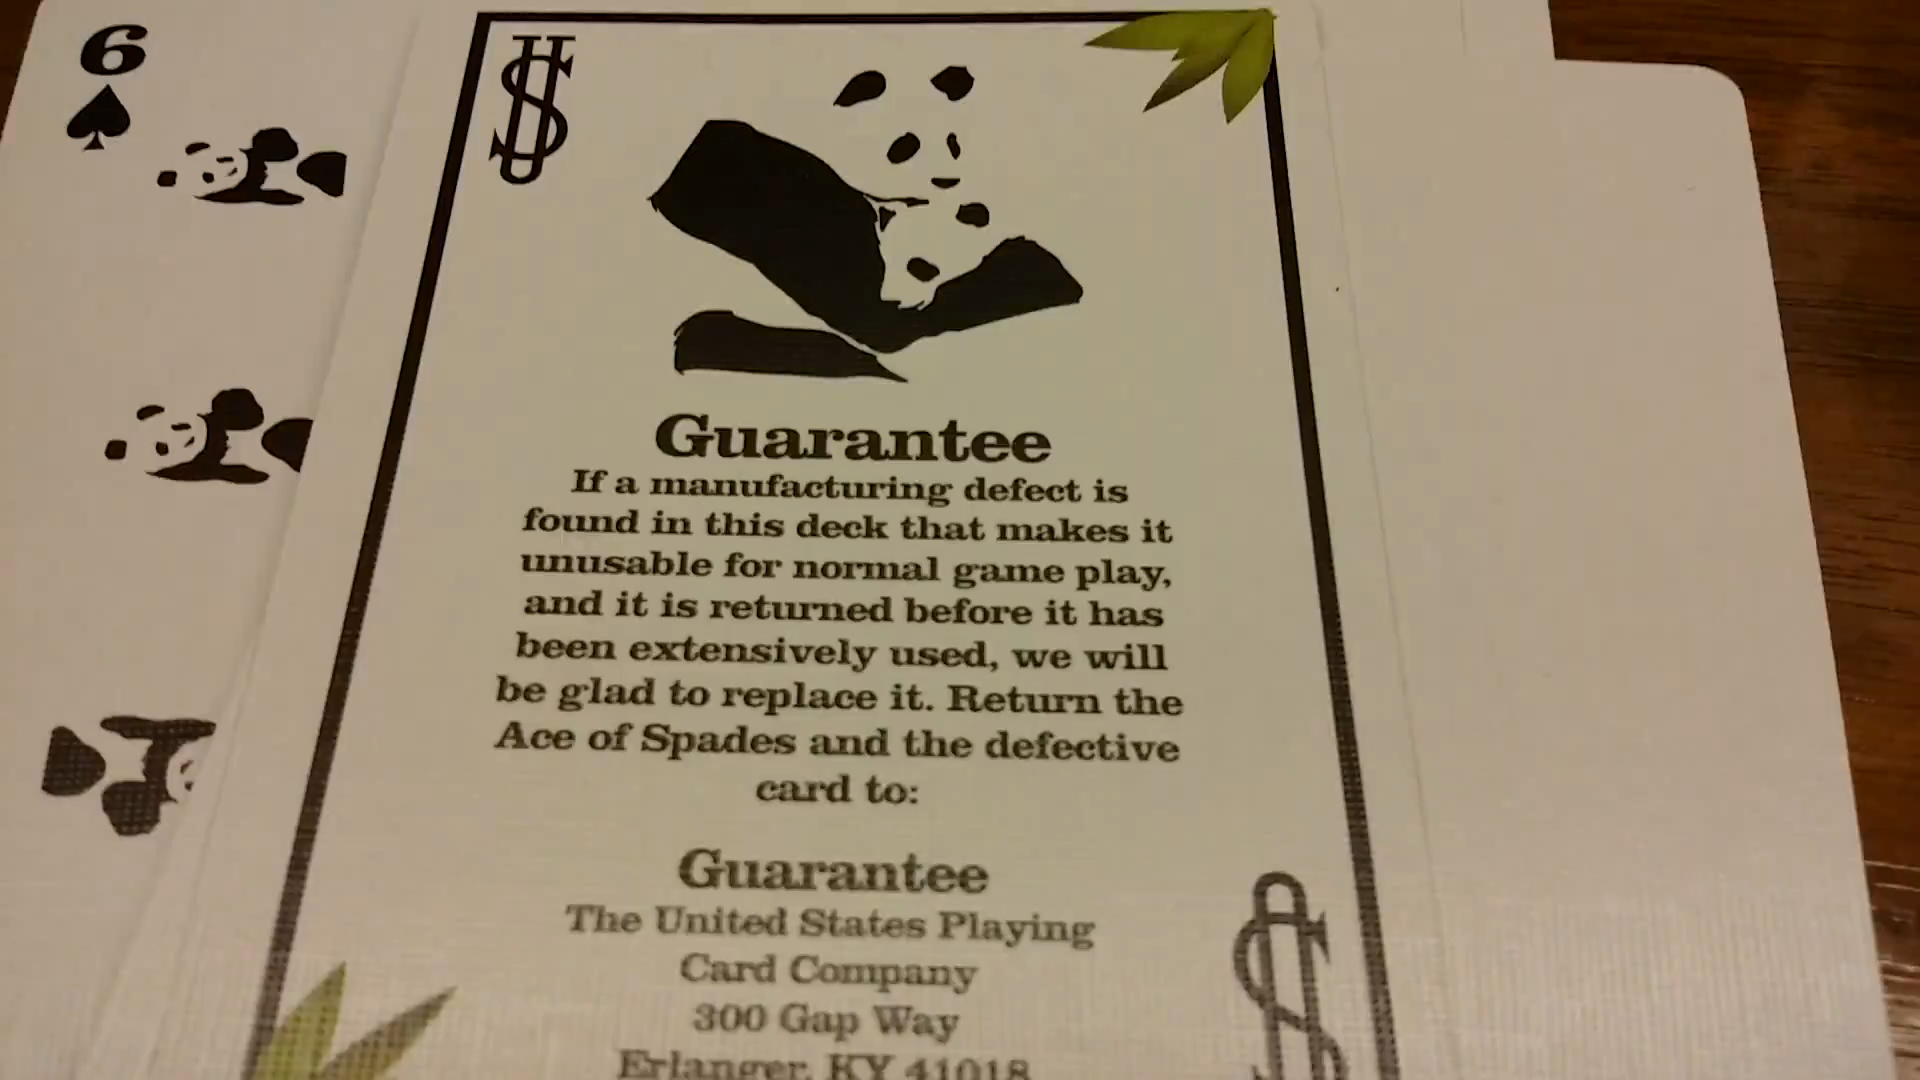 6
US
Guarantee
If a manufacturing defect is
found in this deck that makes it
unusable for normal game play,
and it is returned before it has
been extensively used, we will
be glad to replace it. Return the
Ace of Spades and the defective
card to:
Guarantee
The United States Playing
Card Company
300 Gap Way
Erlanger, KY 41018
US